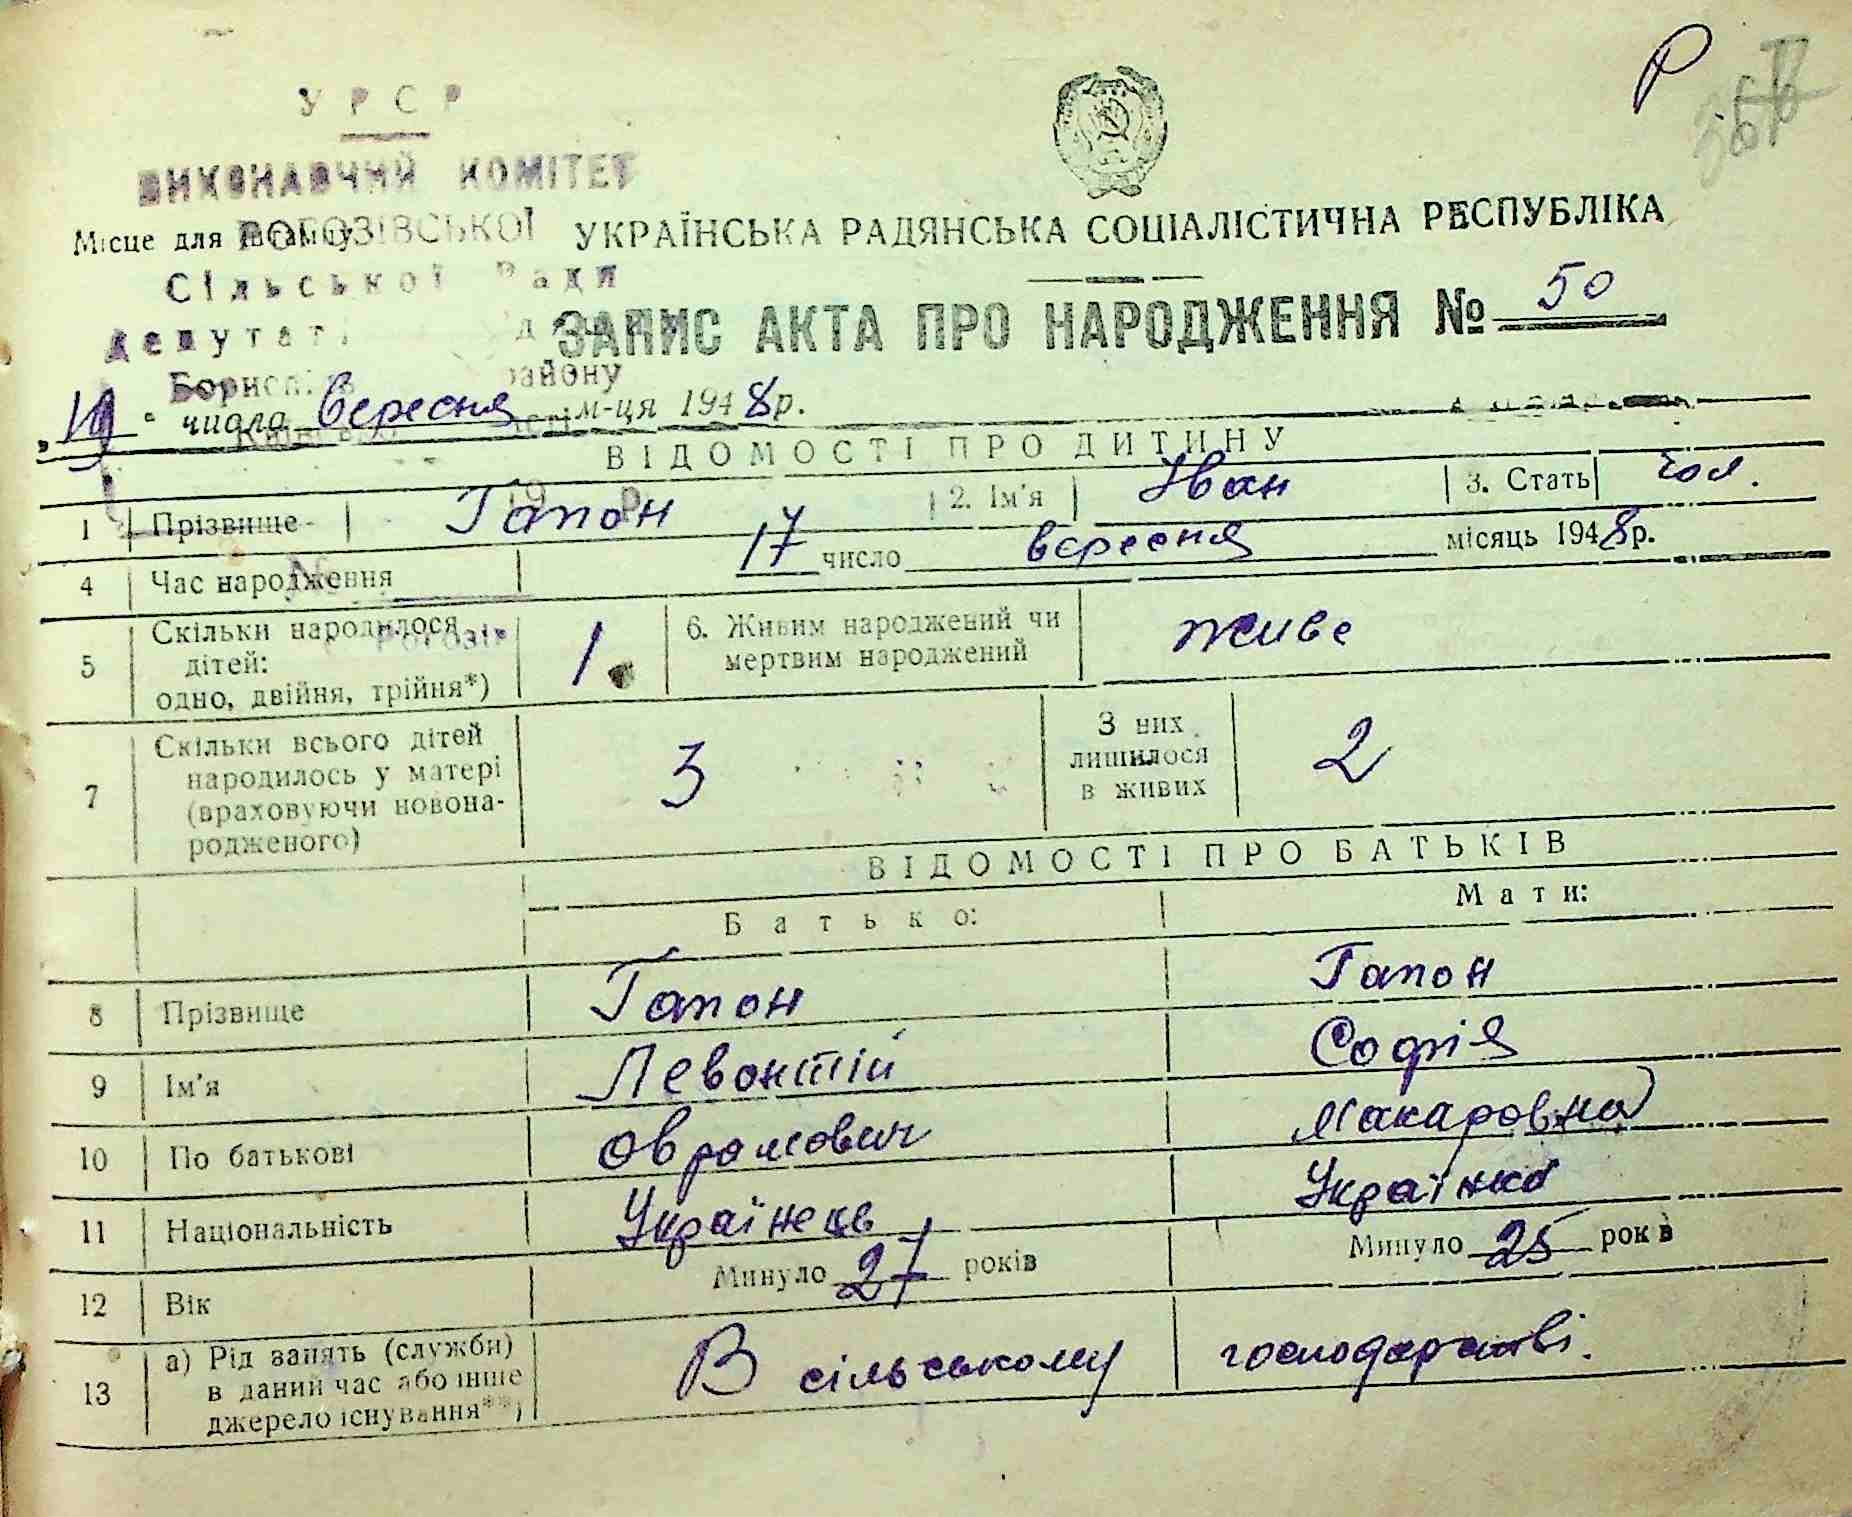 Р
УРСР
ВИКОНАВЧИЙ КОМІТЕТ
Місце для штампу РОГОЗІВСЬКОЇ
УКРАЇНСЬКА РАДЯНСЬКА СОЦІАЛІСТИЧНА РЕСПУБЛІКА
Сільської Ради
депутат
ЗАПИС АКТА ПРО НАРОДЖЕННЯ № 50
району
„19" числа вересня м-ця 1948р.
ВІДОМОСТІ ПРО ДИТИНУ
1 Прізвище Гапон 2. Ім'я Іван 3. Стать чол.
4 Час народження 17 число вересня місяць 1948р.
5 Скільки народилося дітей: одно, двійня, трійня*) 1. 6. Живим народжений чи мертвим народжений живе
7 Скільки всього дітей народилось у матері (враховуючи новонародженого) 3 З них лишилося в живих 2
ВІДОМОСТІ ПРО БАТЬКІВ
Батько: Мати:
8 Прізвище Гапон Гапон
9 Ім'я Левонтій Софія
10 По батькові Оврамович Макаровна
11 Національність Українець Українка
12 Вік Минуло 27 років Минуло 25 років
13 а) Рід занять (служби) в даний час або інше джерело існування**) В сільському господарстві.